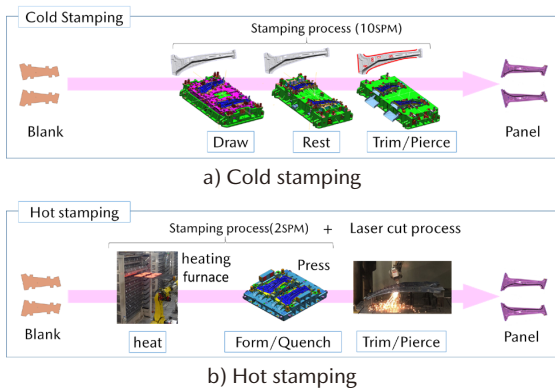 Cold Stamping
Stamping process (10SPM)
Blank
Draw
Rest
Trim/Pierce
Panel
a) Cold stamping
Hot stamping
Stamping process(2SPM) + Laser cut process
heating
furnace
Press
Blank
heat
Form/Quench
Trim/Pierce
Panel
b) Hot stamping